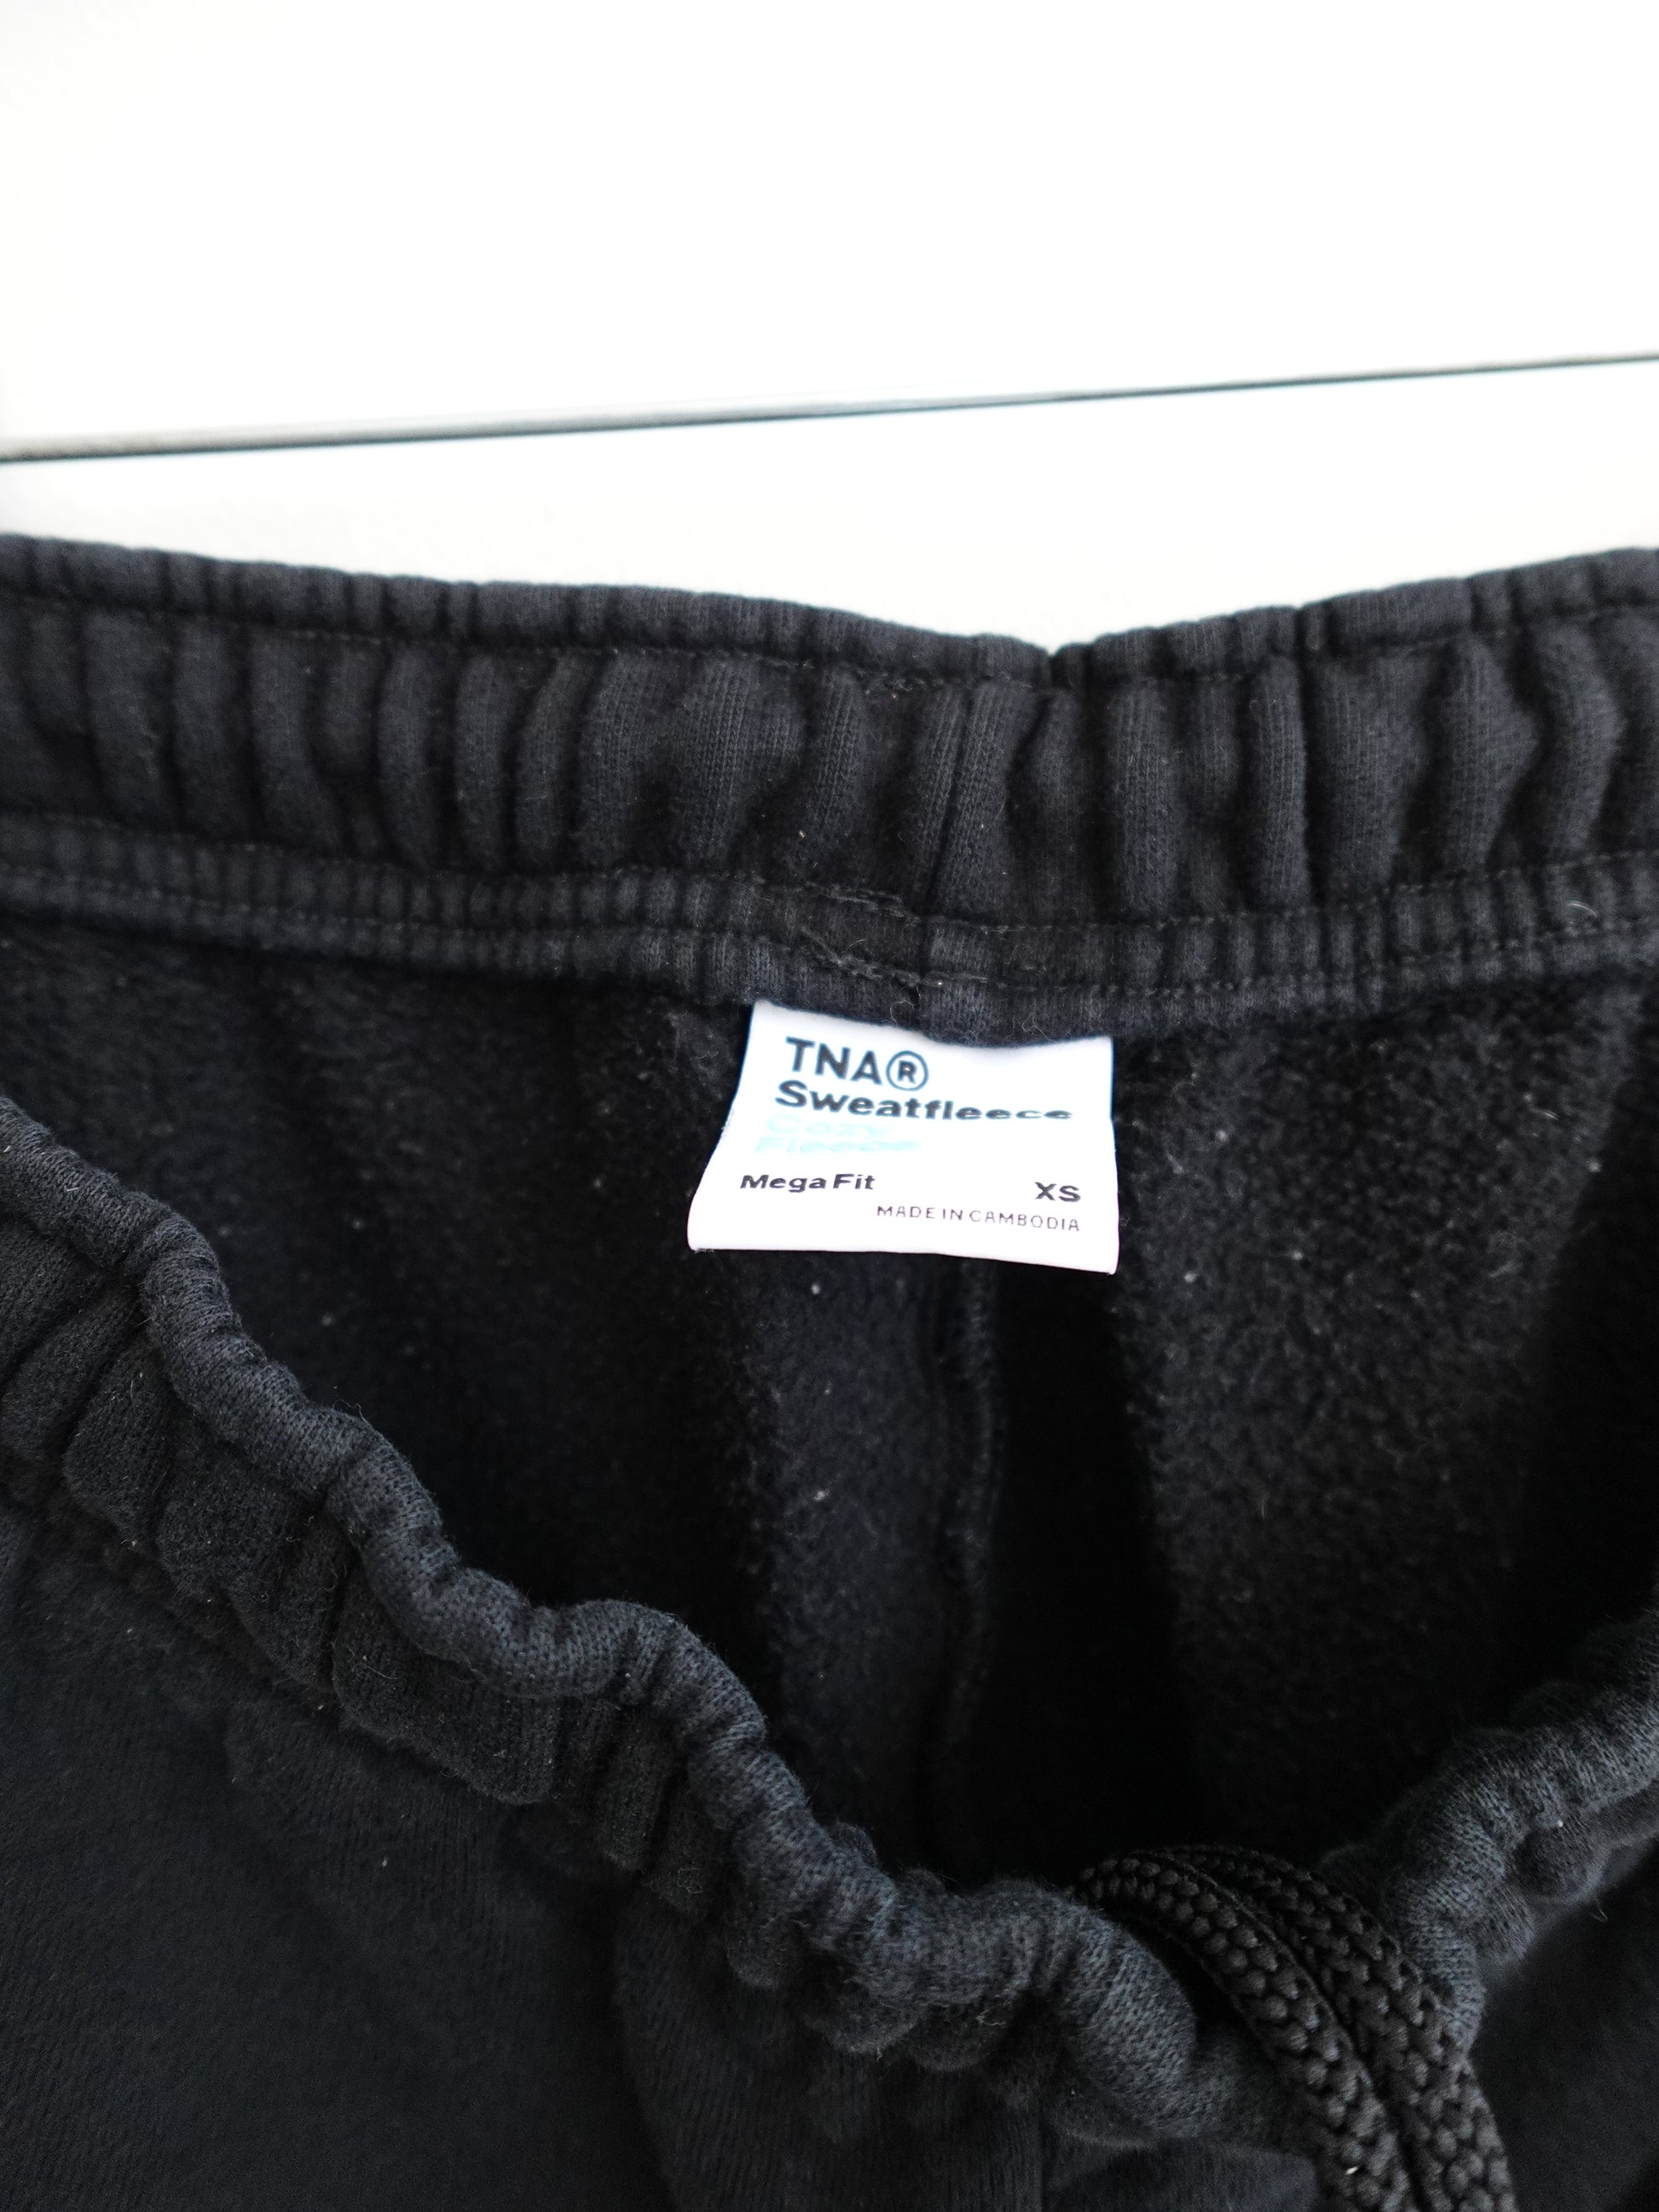 TNA®
Sweatfleece
Cozy
Fleece
Mega Fit XS
MADE IN CAMBODIA